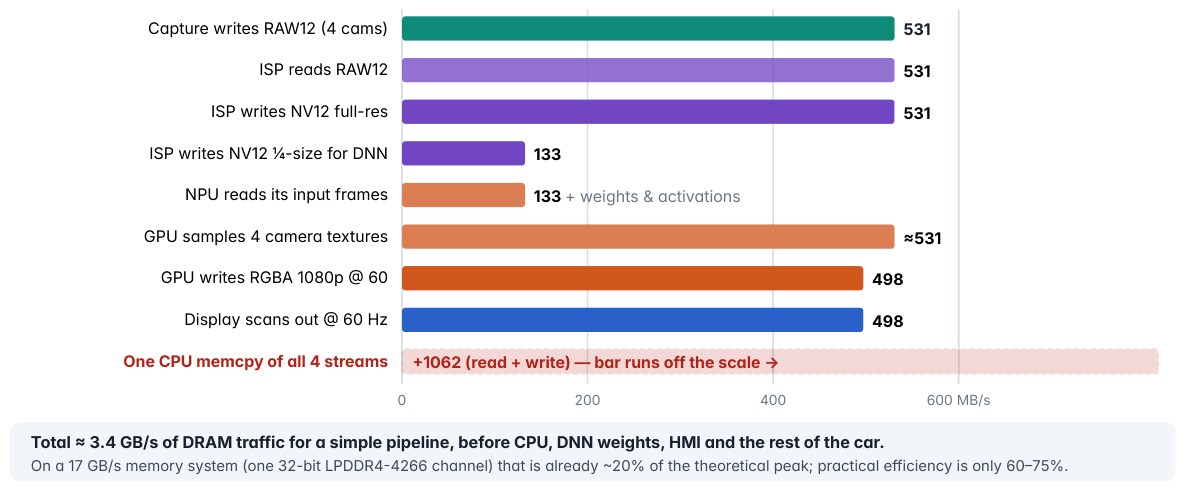 Capture writes RAW12 (4 cams) 531
ISP reads RAW12 531
ISP writes NV12 full-res 531
ISP writes NV12 ¼-size for DNN 133
NPU reads its input frames 133 + weights & activations
GPU samples 4 camera textures ≈531
GPU writes RGBA 1080p @ 60 498
Display scans out @ 60 Hz 498
One CPU memcpy of all 4 streams +1062 (read + write) — bar runs off the scale →
0 200 400 600 MB/s
Total ≈ 3.4 GB/s of DRAM traffic for a simple pipeline, before CPU, DNN weights, HMI and the rest of the car.
On a 17 GB/s memory system (one 32-bit LPDDR4-4266 channel) that is already ~20% of the theoretical peak; practical efficiency is only 60–75%.